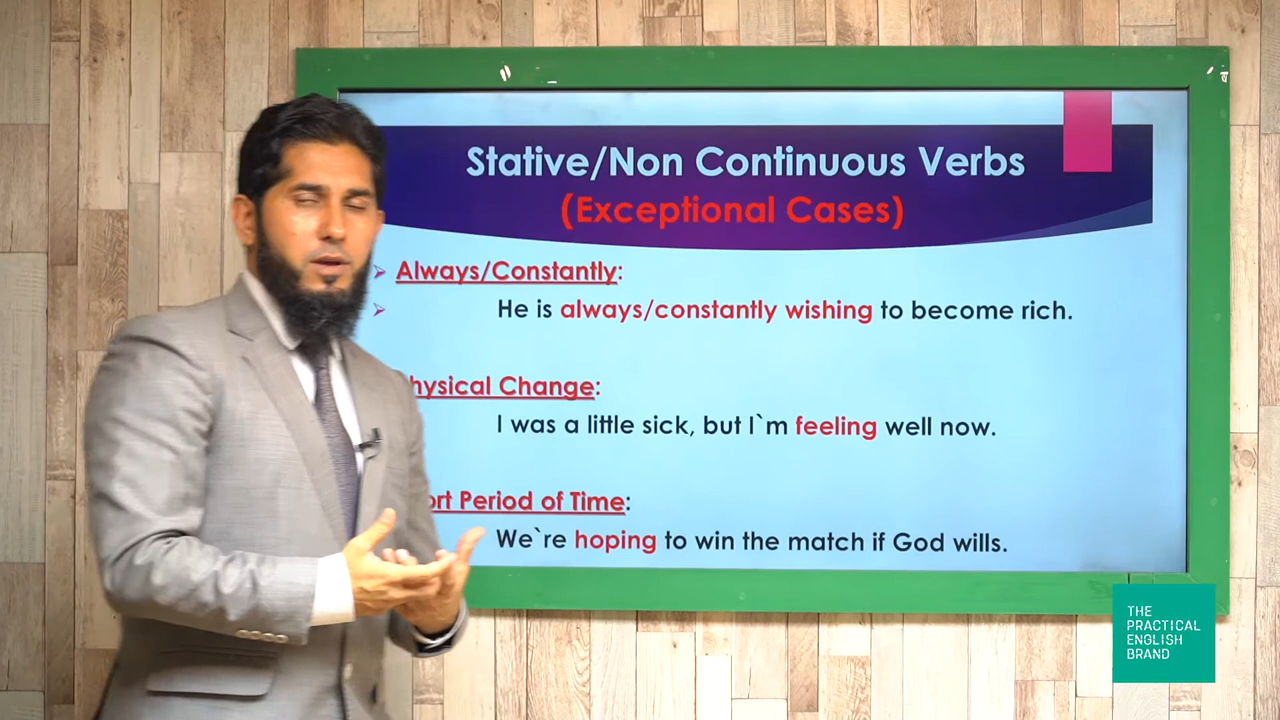 Stative/Non Continuous Verbs
(Exceptional Cases)
Always/Constantly:
He is always/constantly wishing to become rich.
hysical Change:
I was a little sick, but I`m feeling well now.
ort Period of Time:
We`re hoping to win the match if God wills.
THE
PRACTICAL
ENGLISH
BRAND